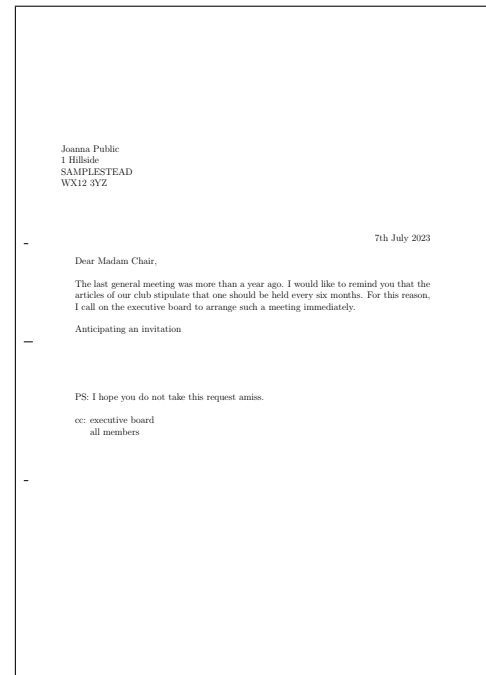 Joanna Public
1 Hillside
SAMPLESTEAD
WX12 3YZ
7th July 2023
Dear Madam Chair,
The last general meeting was more than a year ago. I would like to remind you that the
articles of our club stipulate that one should be held every six months. For this reason,
I call on the executive board to arrange such a meeting immediately.
Anticipating an invitation
PS: I hope you do not take this request amiss.
cc: executive board
all members